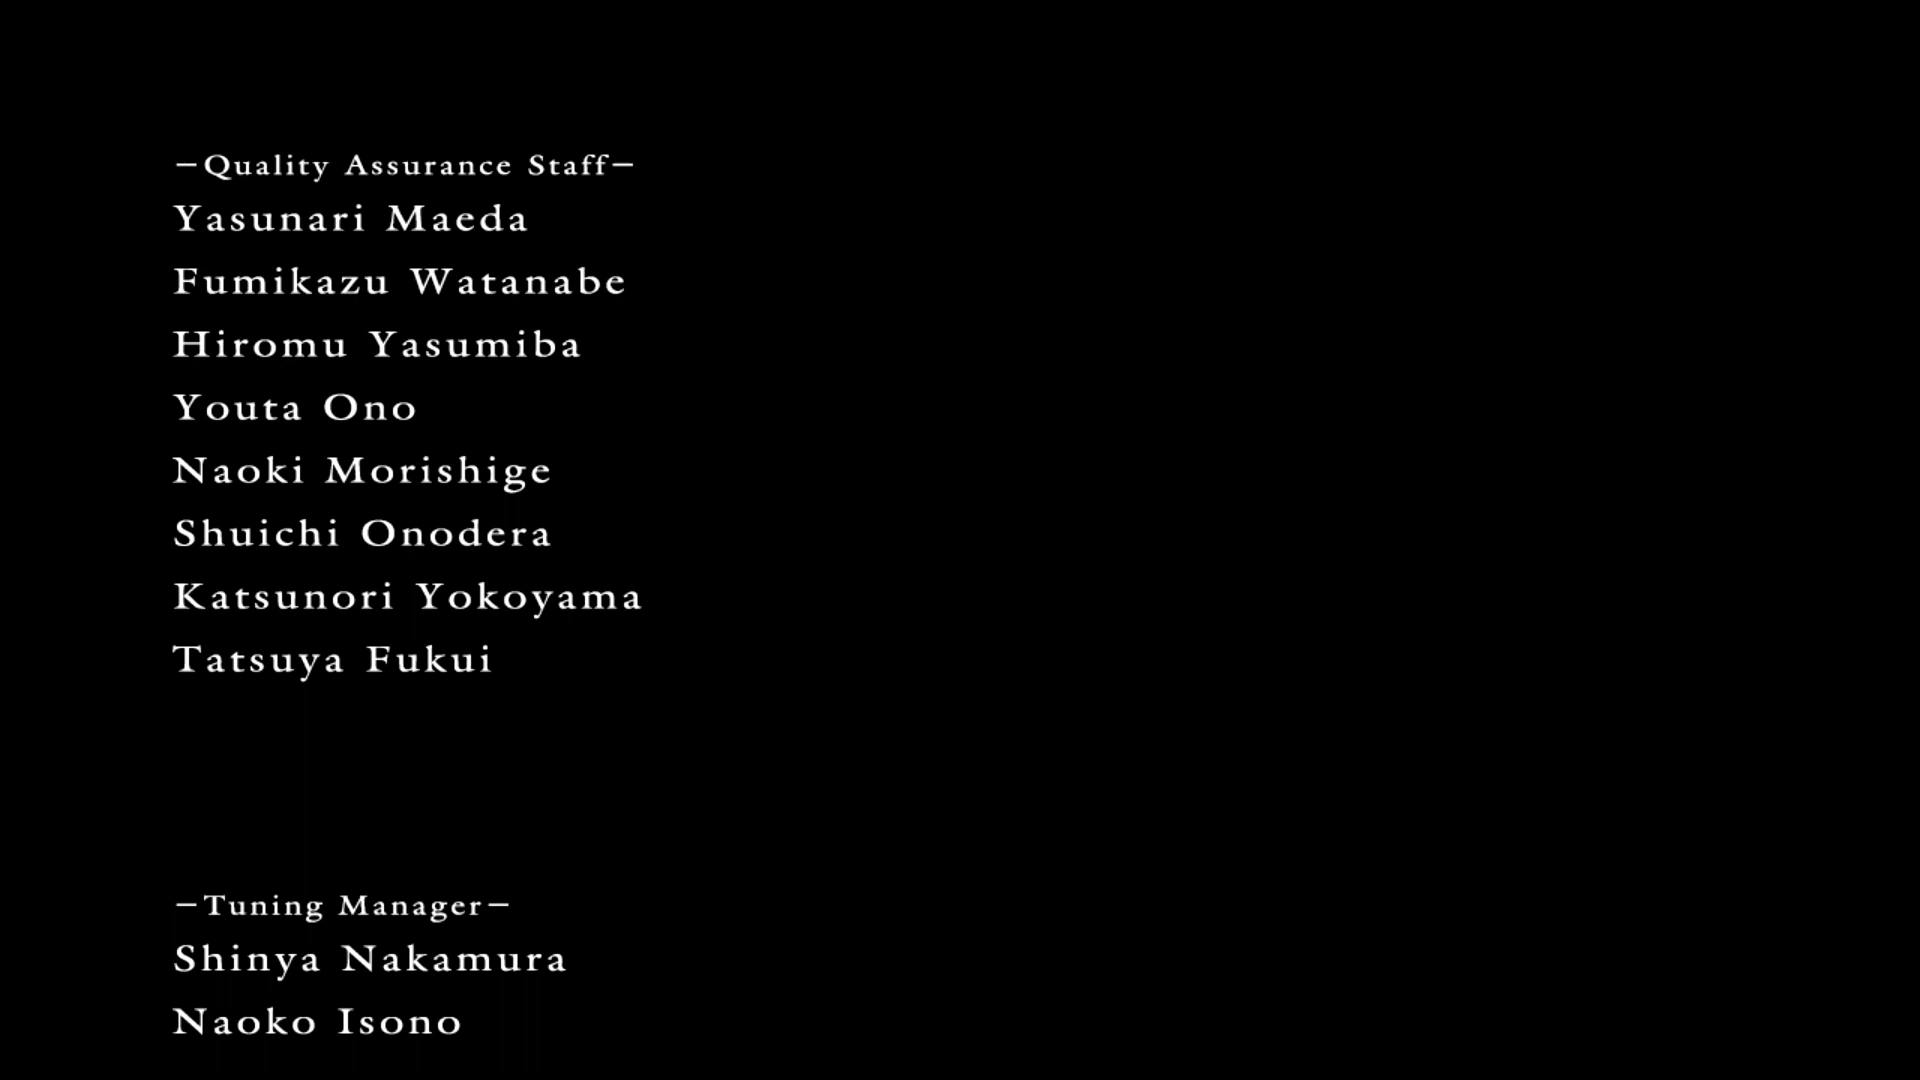 —Quality Assurance Staff—
Yasunari Maeda
Fumikazu Watanabe
Hiromu Yasumiba
Youta Ono
Naoki Morishige
Shuichi Onodera
Katsunori Yokoyama
Tatsuya Fukui
—Tuning Manager—
Shinya Nakamura
Naoko Isono